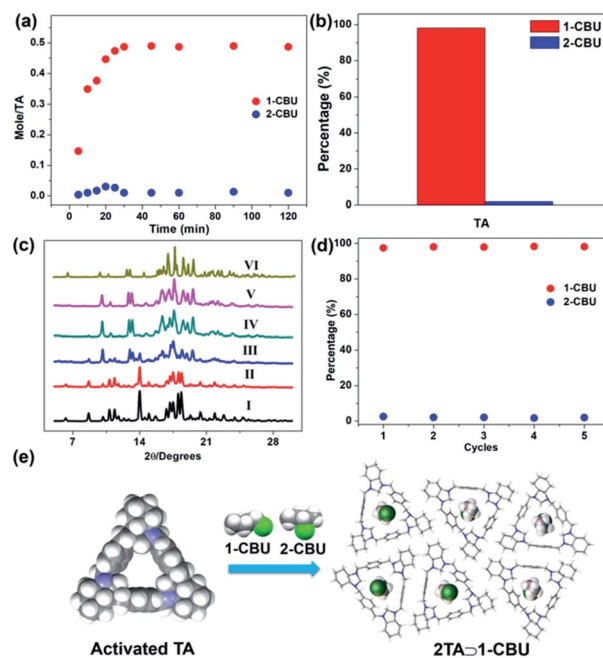 (a)
0.5
0.4
0.3
0.2
0.1
0.0
Mole/TA
1-CBU
2-CBU
0 20 40 60 80 100 120
Time (min)
(b)
100
80
60
40
20
0
Percentage (%)
1-CBU
2-CBU
TA
(c)
VI
V
IV
III
II
I
7 14 21 28
2θ/Degrees
(d)
100
80
60
40
20
0
Percentage (%)
1-CBU
2-CBU
1 2 3 4 5
Cycles
(e)
1-CBU 2-CBU
Activated TA
2TA⊃1-CBU